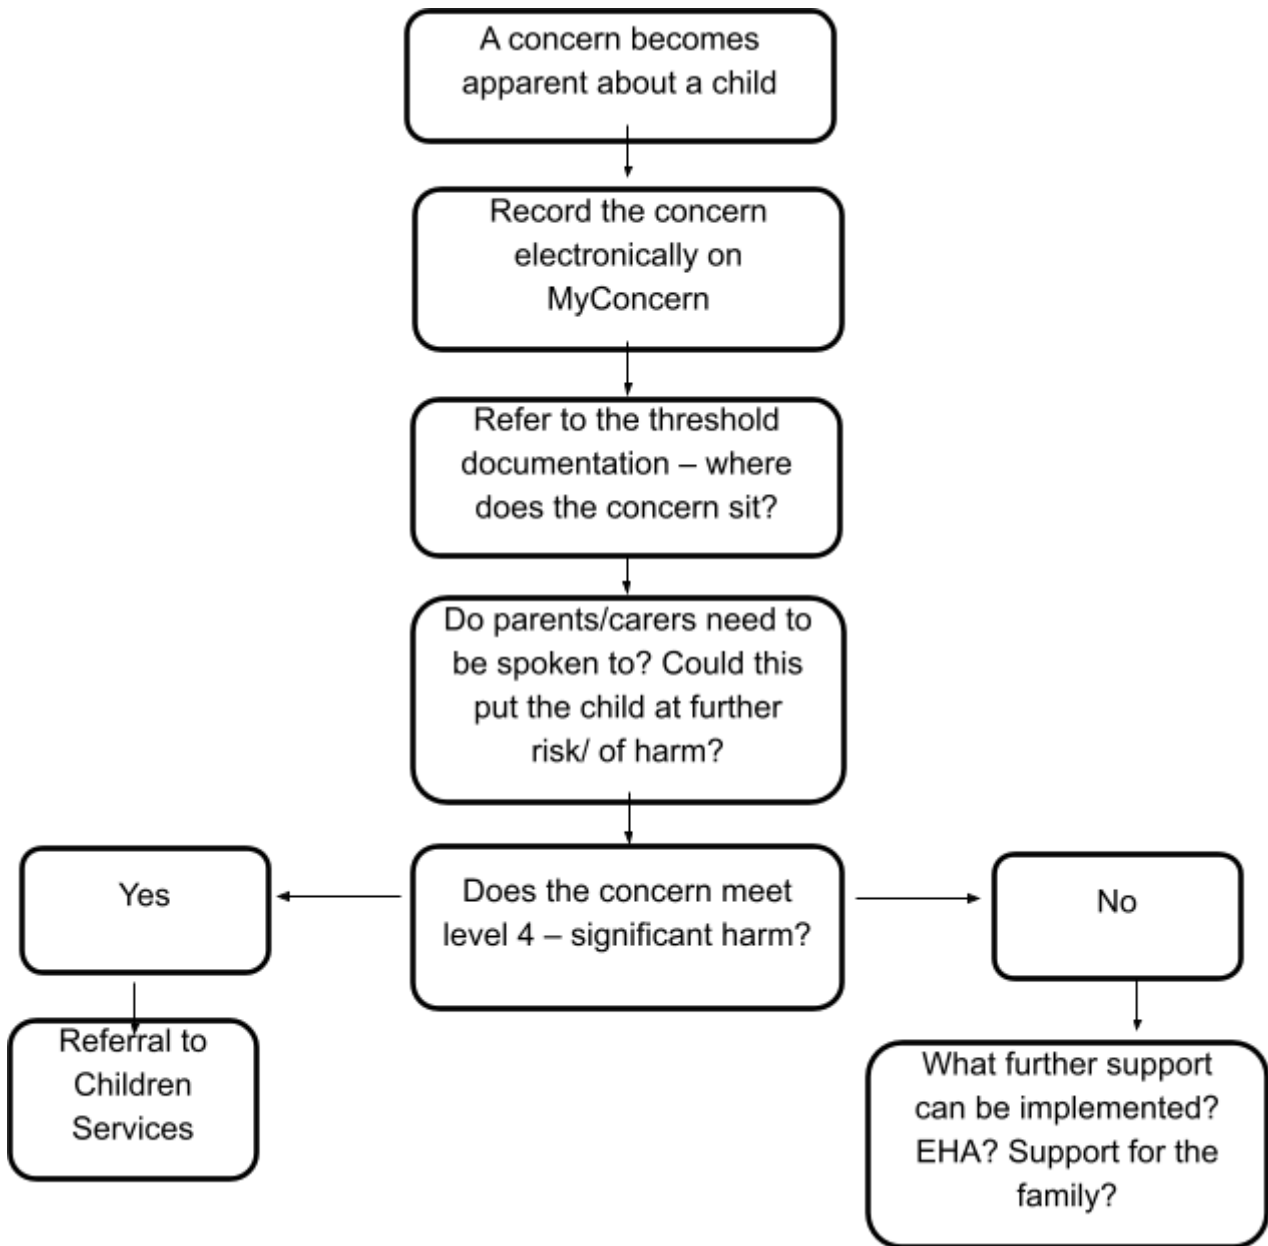 A concern becomes
apparent about a child
Record the concern
electronically on
MyConcern
Refer to the threshold
documentation – where
does the concern sit?
Do parents/carers need to
be spoken to? Could this
put the child at further
risk/ of harm?
Does the concern meet
level 4 – significant harm?
Yes
No
Referral to
Children
Services
What further support
can be implemented?
EHA? Support for the
family?